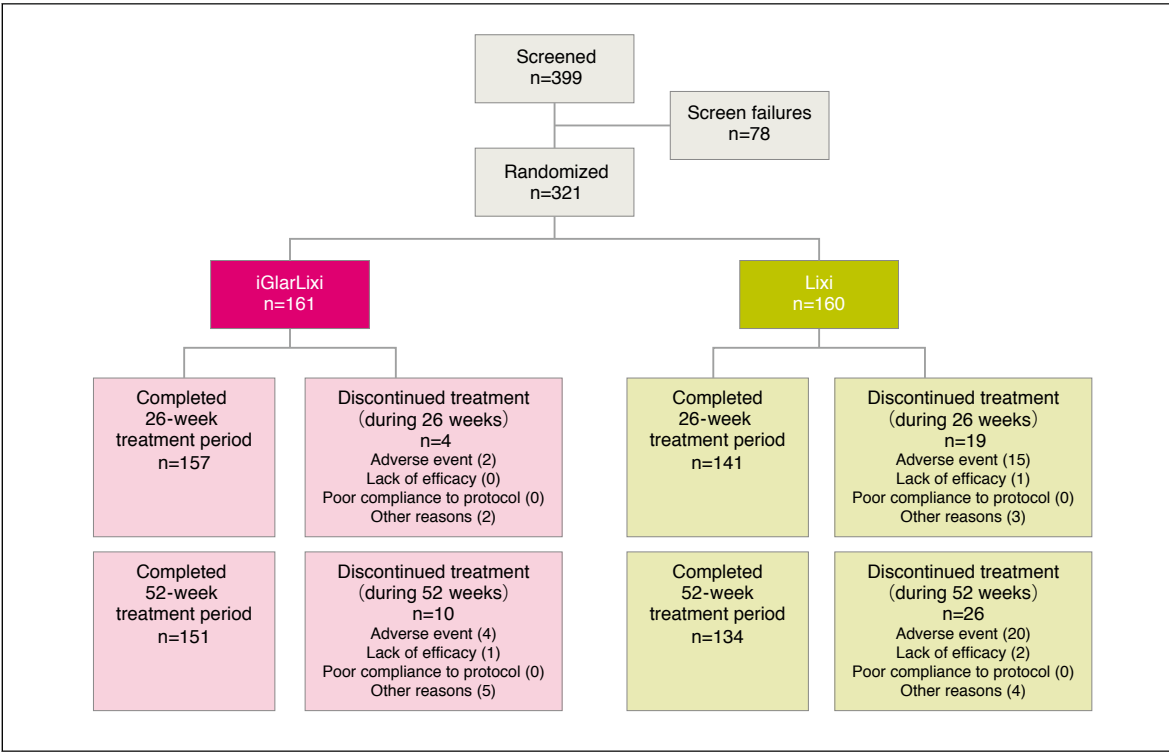 Screened
n=399
Screen failures
n=78
Randomized
n=321
iGlarLixi
n=161
Lixi
n=160
Completed
26-week
treatment period
n=157
Discontinued treatment
(during 26 weeks)
n=4
Adverse event (2)
Lack of efficacy (0)
Poor compliance to protocol (0)
Other reasons (2)
Completed
26-week
treatment period
n=141
Discontinued treatment
(during 26 weeks)
n=19
Adverse event (15)
Lack of efficacy (1)
Poor compliance to protocol (0)
Other reasons (3)
Completed
52-week
treatment period
n=151
Discontinued treatment
(during 52 weeks)
n=10
Adverse event (4)
Lack of efficacy (1)
Poor compliance to protocol (0)
Other reasons (5)
Completed
52-week
treatment period
n=134
Discontinued treatment
(during 52 weeks)
n=26
Adverse event (20)
Lack of efficacy (2)
Poor compliance to protocol (0)
Other reasons (4)